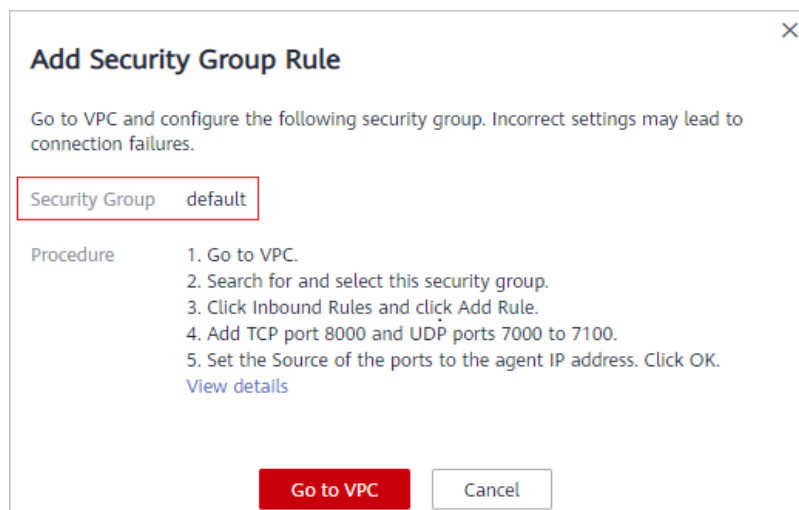 Add Security Group Rule
Go to VPC and configure the following security group. Incorrect settings may lead to
connection failures.
Security Group default
Procedure 1. Go to VPC.
2. Search for and select this security group.
3. Click Inbound Rules and click Add Rule.
4. Add TCP port 8000 and UDP ports 7000 to 7100.
5. Set the Source of the ports to the agent IP address. Click OK.
View details
Go to VPC Cancel